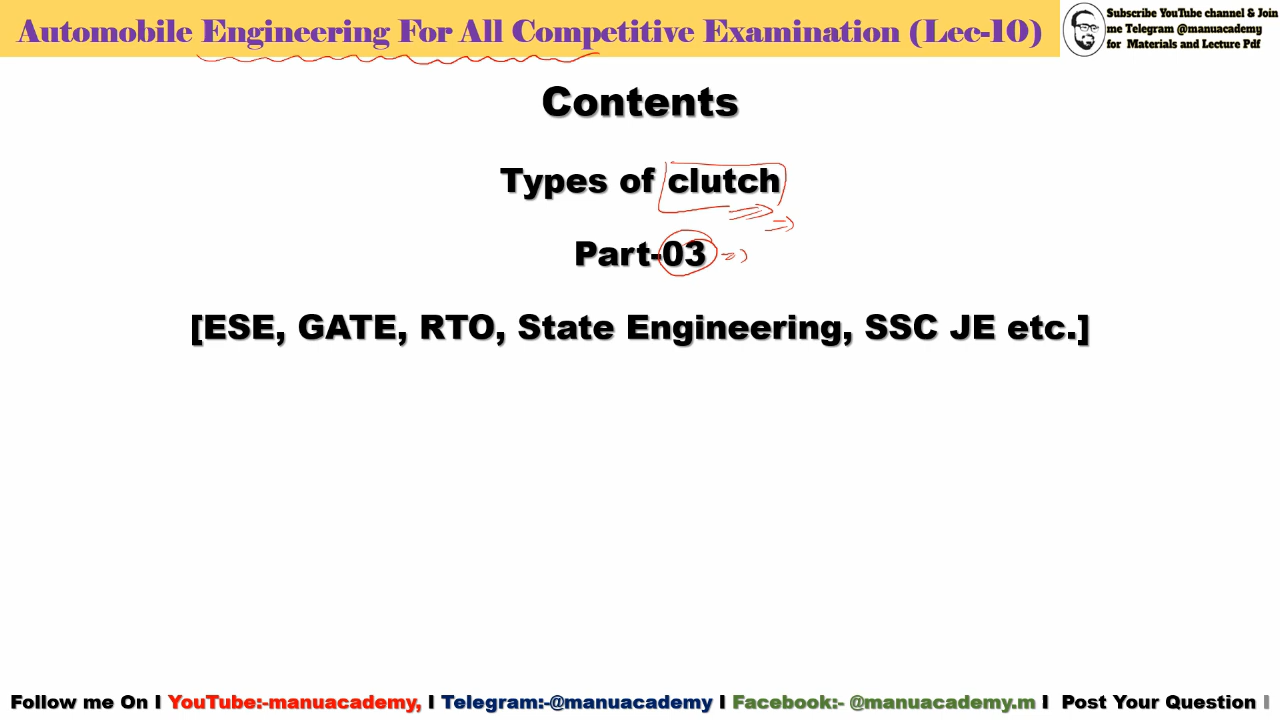 Automobile Engineering For All Competitive Examination (Lec-10)
Subscribe YouTube channel & Join
me Telegram @manuacademy
for Materials and Lecture Pdf
Contents
Types of clutch
Part-03
[ESE, GATE, RTO, State Engineering, SSC JE etc.]
Follow me On I YouTube:-manuacademy, I Telegram:-@manuacademy I Facebook:- @manuacademy.m I Post Your Question I